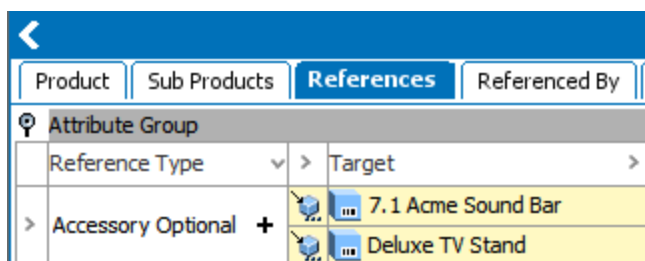 Product Sub Products References Referenced By
Attribute Group
Reference Type Target
Accessory Optional +
7.1 Acme Sound Bar
Deluxe TV Stand